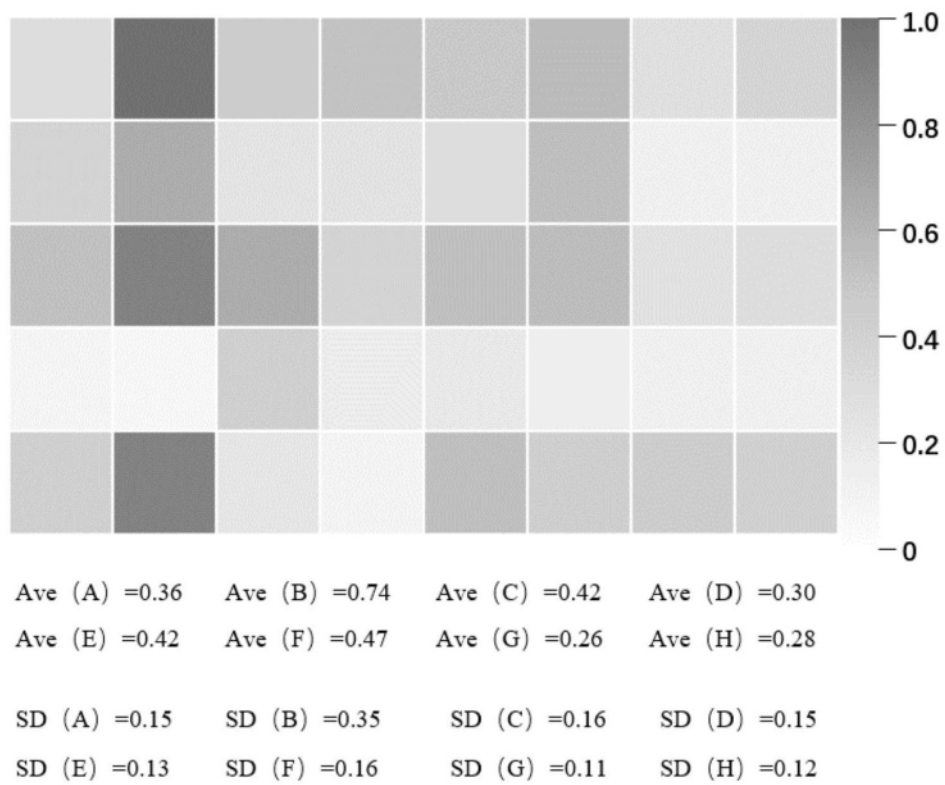 1.0
0.8
0.6
0.4
0.2
0
Ave (A) =0.36 Ave (B) =0.74 Ave (C) =0.42 Ave (D) =0.30
Ave (E) =0.42 Ave (F) =0.47 Ave (G) =0.26 Ave (H) =0.28
SD (A) =0.15 SD (B) =0.35 SD (C) =0.16 SD (D) =0.15
SD (E) =0.13 SD (F) =0.16 SD (G) =0.11 SD (H) =0.12